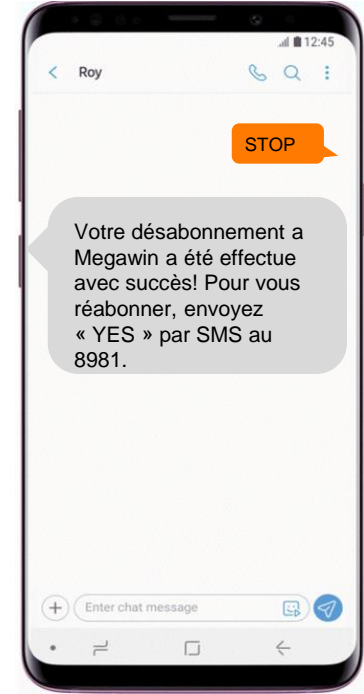 12:45
Roy
STOP
Votre désabonnement a
Megawin a été effectue
avec succès! Pour vous
réabonner, envoyez
« YES » par SMS au
8981.
Enter chat message